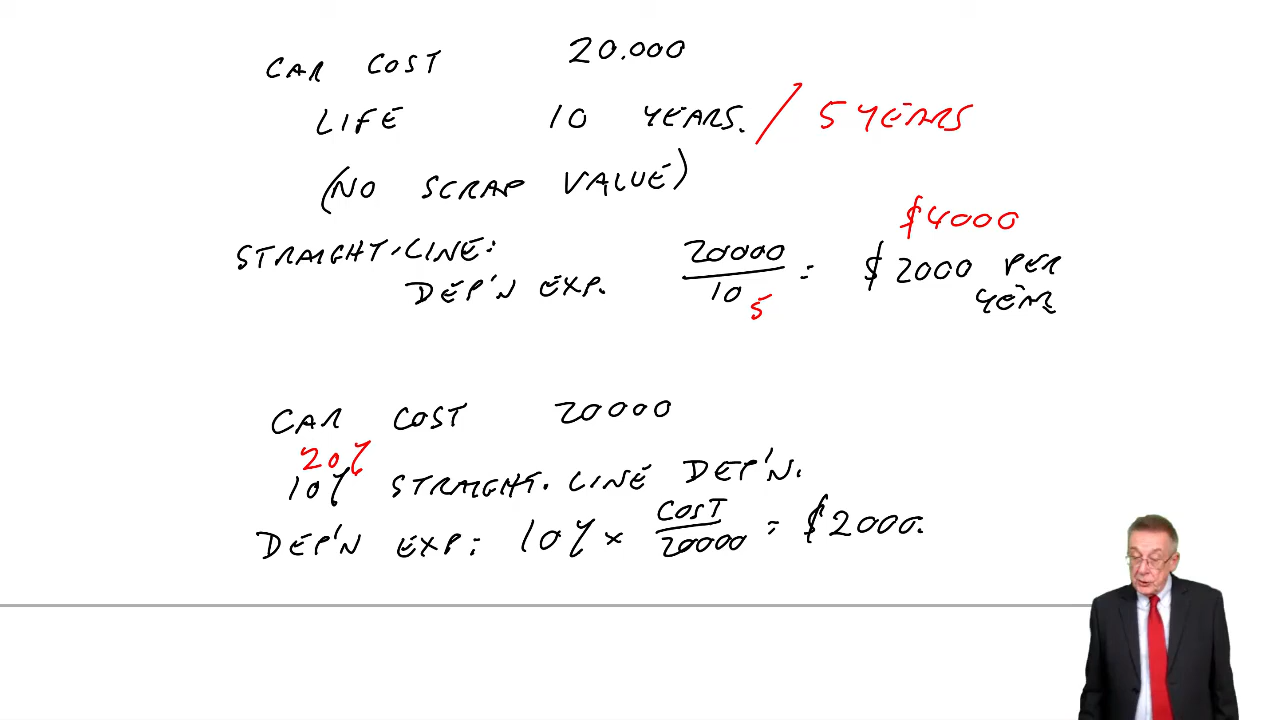 CAR COST 20.000
LIFE 10 YEARS. / 5 YEARS
(NO SCRAP VALUE)
$4000
STRAIGHT-LINE:
DEP'N EXP. 20000/10 5 = $2000 PER YEAR
CAR COST 20000
20%
10% STRAIGHT-LINE DEP'N.
DEP'N EXP: 10% × COST/20000 = $2000.